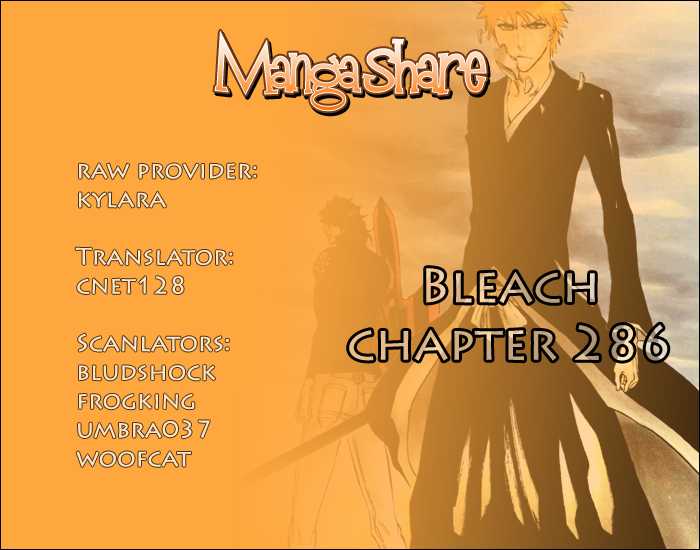 MangaShare
RAW PROVIDER:
KYLARA
TRANSLATOR:
CNET128
SCANLATORS:
BLUDSHOCK
FROGKING
UMBRA037
WOOFCAT
BLEACH
CHAPTER 286